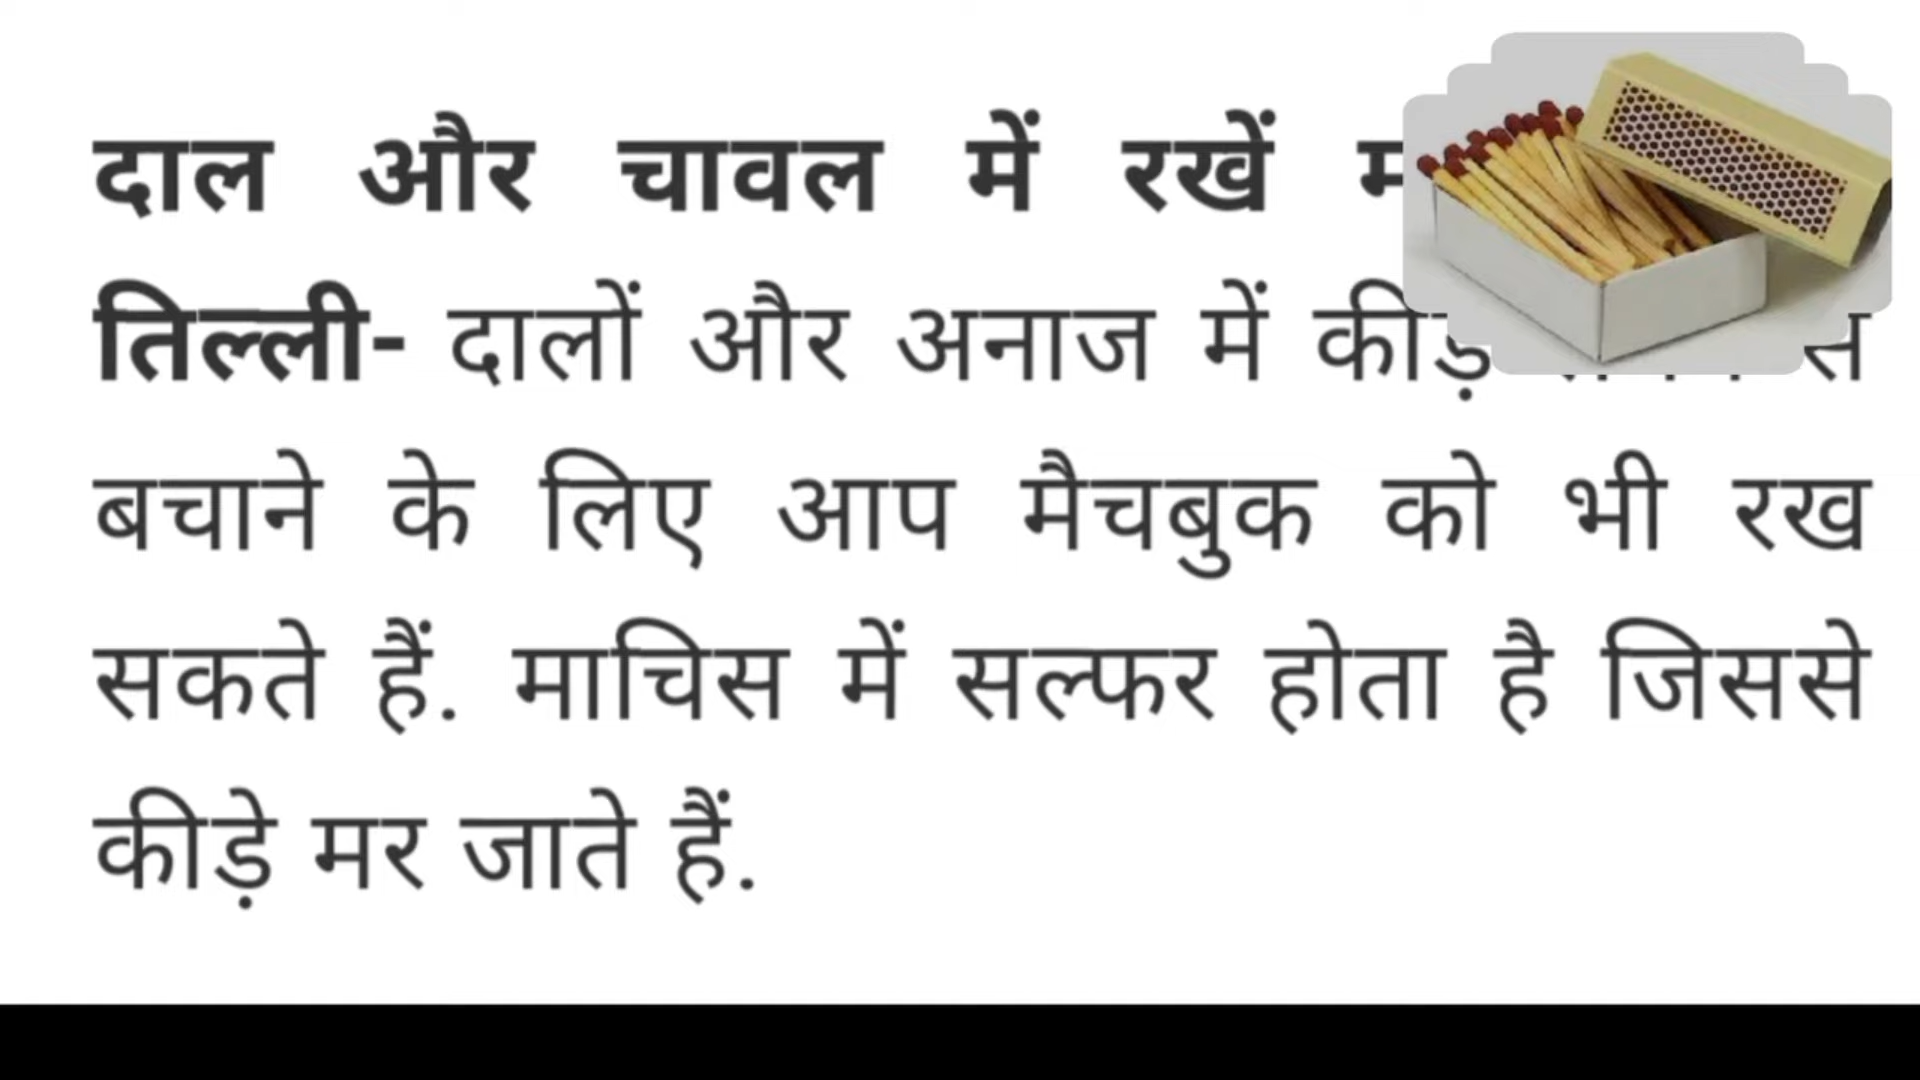 दाल और चावल में रखें
तिल्ली- दालों और अनाज में
बचाने के लिए आप मैचबुक को भी रख
सकते हैं. माचिस में सल्फर होता है जिससे
कीड़े मर जाते हैं.